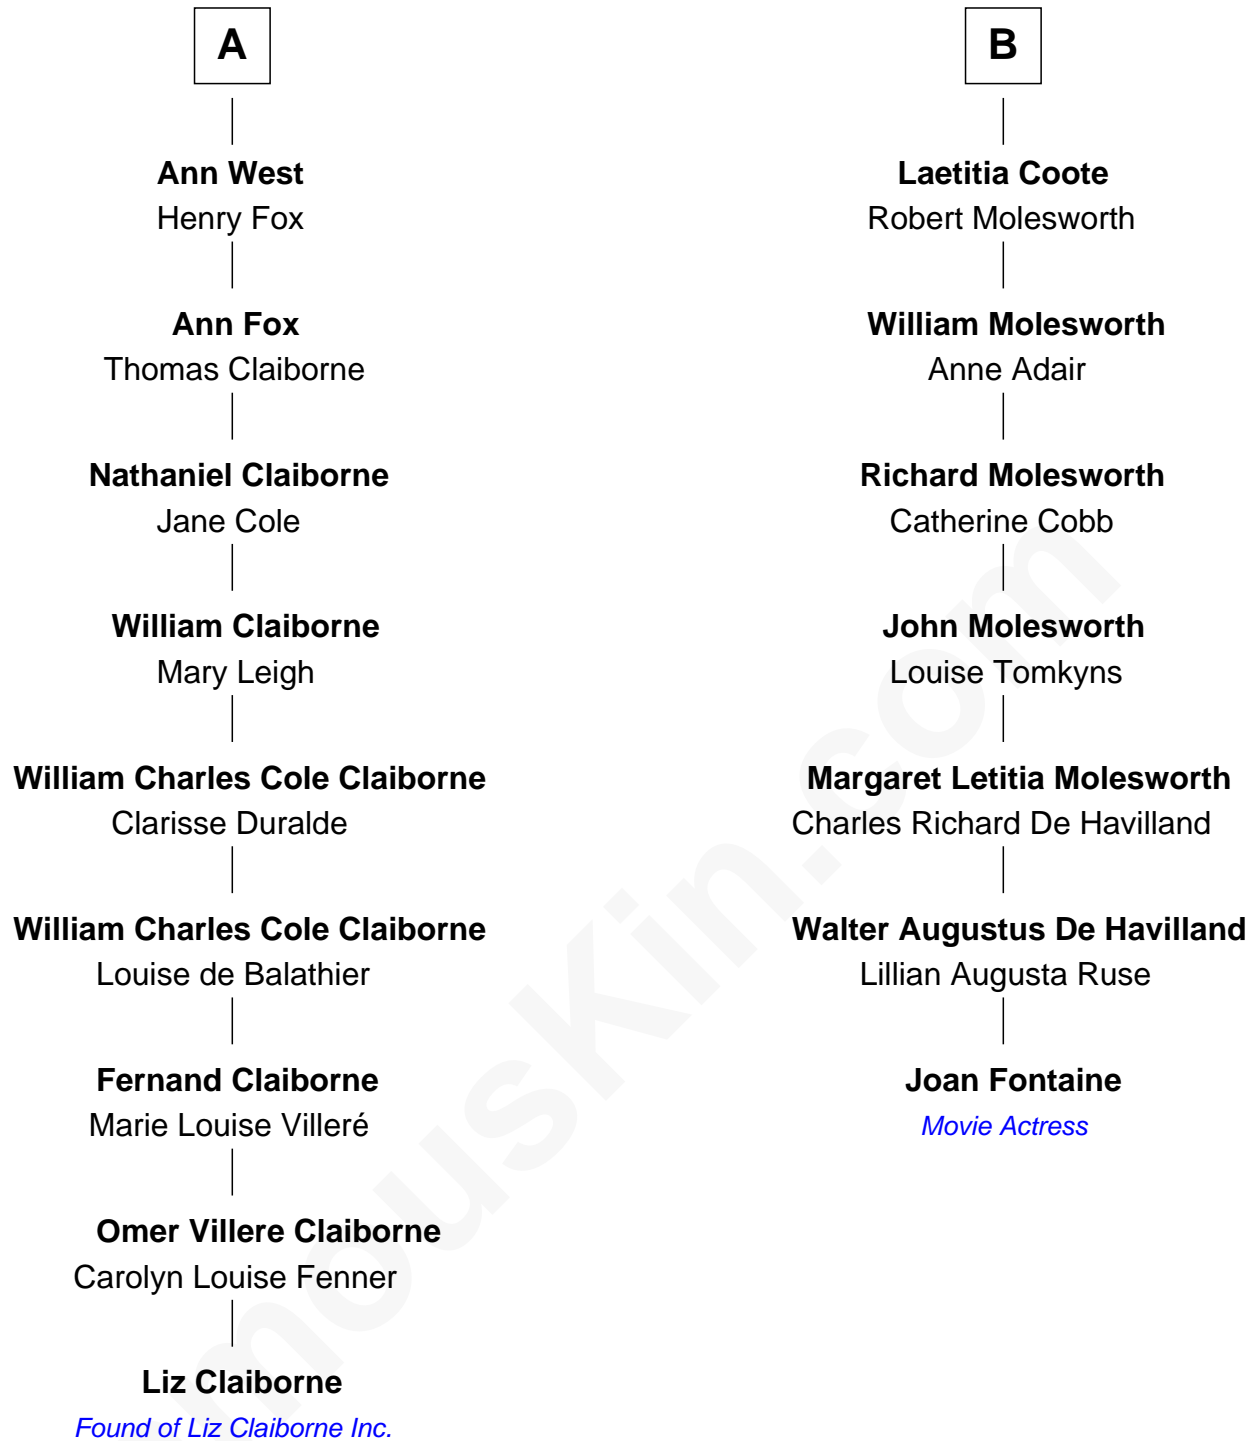 A
Ann West
Henry Fox
Ann Fox
Thomas Claiborne
Nathaniel Claiborne
Jane Cole
William Claiborne
Mary Leigh
William Charles Cole Claiborne
Clarisse Duralde
William Charles Cole Claiborne
Louise de Balathier
Fernand Claiborne
Marie Louise Villeré
Omer Villere Claiborne
Carolyn Louise Fenner
Liz Claiborne
Found of Liz Claiborne Inc.
B
Laetitia Coote
Robert Molesworth
William Molesworth
Anne Adair
Richard Molesworth
Catherine Cobb
John Molesworth
Louise Tomkyns
Margaret Letitia Molesworth
Charles Richard De Havilland
Walter Augustus De Havilland
Lillian Augusta Ruse
Joan Fontaine
Movie Actress
mousKin.com